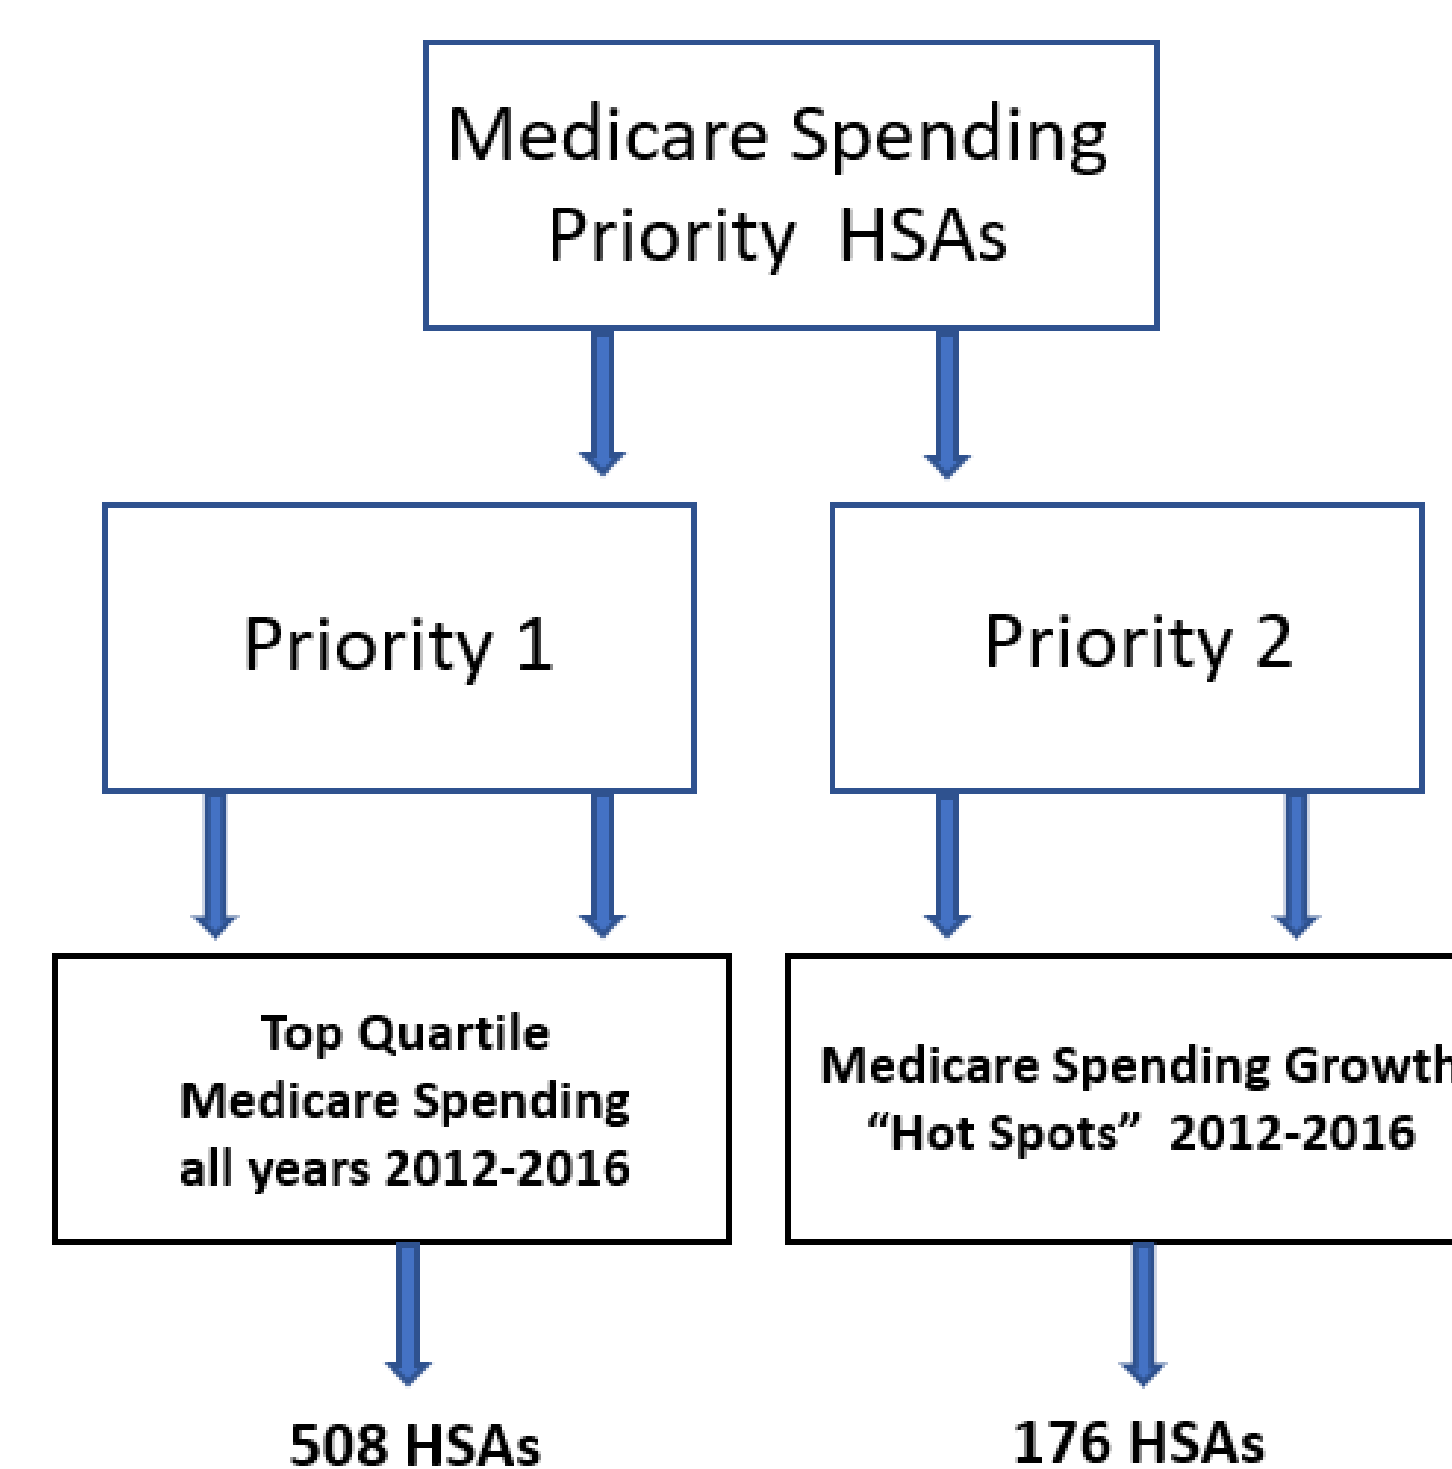 Medicare Spending
Priority HSAs
Priority 1
Priority 2
Top Quartile
Medicare Spending
all years 2012-2016
Medicare Spending Growth
“Hot Spots” 2012-2016
508 HSAs
176 HSAs